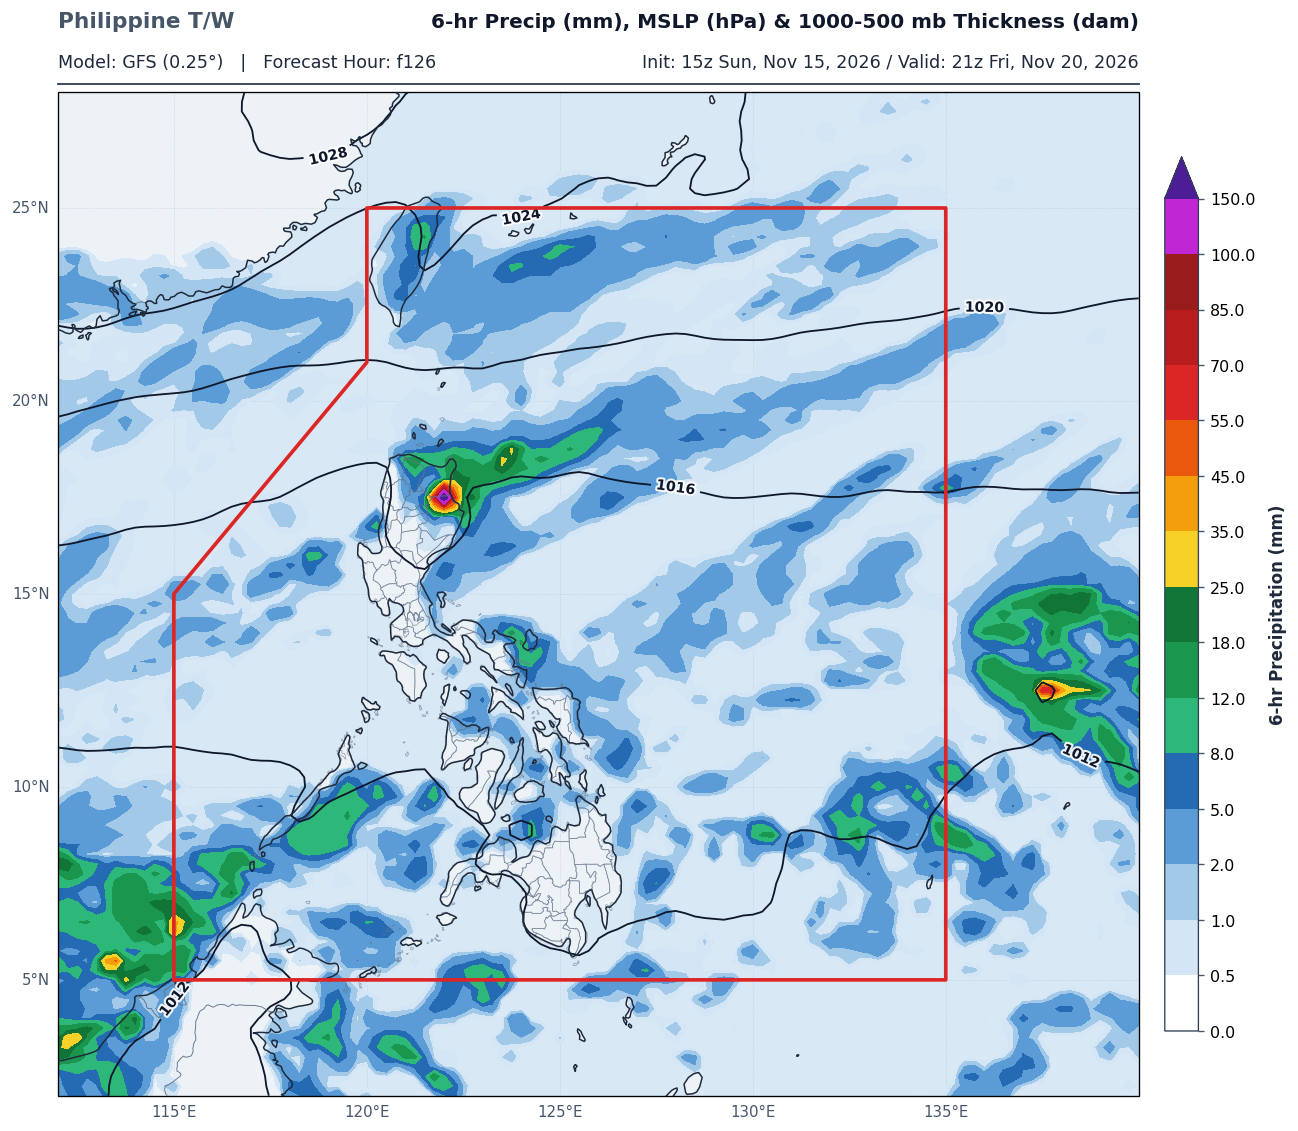 Philippine T/W
6-hr Precip (mm), MSLP (hPa) & 1000-500 mb Thickness (dam)
Model: GFS (0.25°)   |   Forecast Hour: f126
Init: 15z Sun, Nov 15, 2026 / Valid: 21z Fri, Nov 20, 2026
1028
1024
1020
1016
1012
1012
25°N
20°N
15°N
10°N
5°N
115°E
120°E
125°E
130°E
135°E
150.0
100.0
85.0
70.0
55.0
45.0
35.0
25.0
18.0
12.0
8.0
5.0
2.0
1.0
0.5
0.0
6-hr Precipitation (mm)